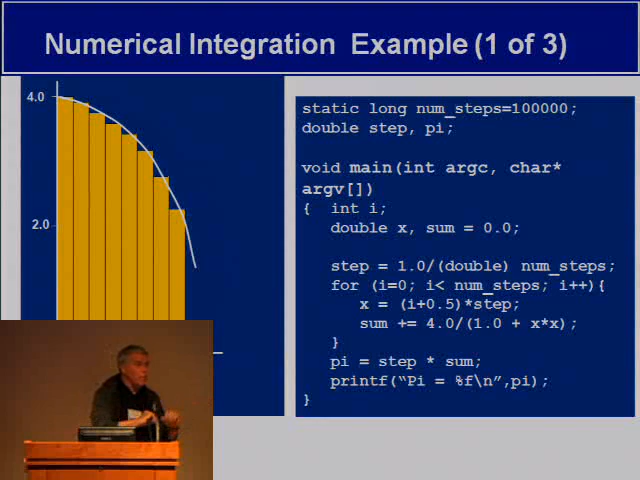 Numerical Integration Example (1 of 3)
4.0
2.0
static long num_steps=100000;
double step, pi;
void main(int argc, char*
argv[])
{ int i;
double x, sum = 0.0;
step = 1.0/(double) num_steps;
for (i=0; i< num_steps; i++){
x = (i+0.5)*step;
sum += 4.0/(1.0 + x*x);
}
pi = step * sum;
printf(“Pi = %f\n”,pi);
}